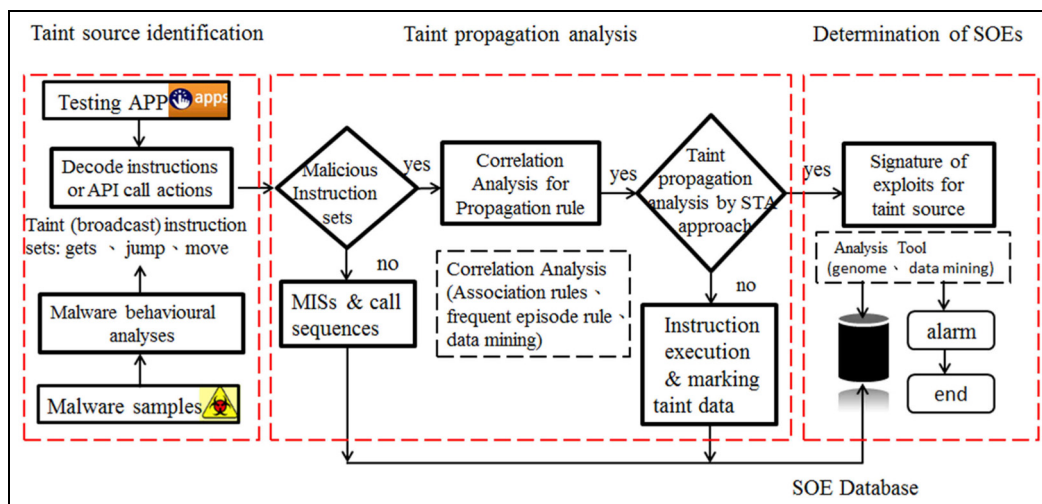 Taint source identification
Taint propagation analysis
Determination of SOEs
Testing APP
apps
Decode instructions
or API call actions
Taint (broadcast) instruction
sets: gets 、 jump、move
Malware behavioural
analyses
Malware samples
Malicious
Instruction
sets
yes
no
MISs & call
sequences
Correlation
Analysis for
Propagation rule
yes
Correlation Analysis
(Association rules、
frequent episode rule、
data mining)
Taint
propagation
analysis by STA
approach
yes
no
Instruction
execution
& marking
taint data
Signature of
exploits for
taint source
Analysis Tool
(genome、 data mining)
alarm
end
SOE Database